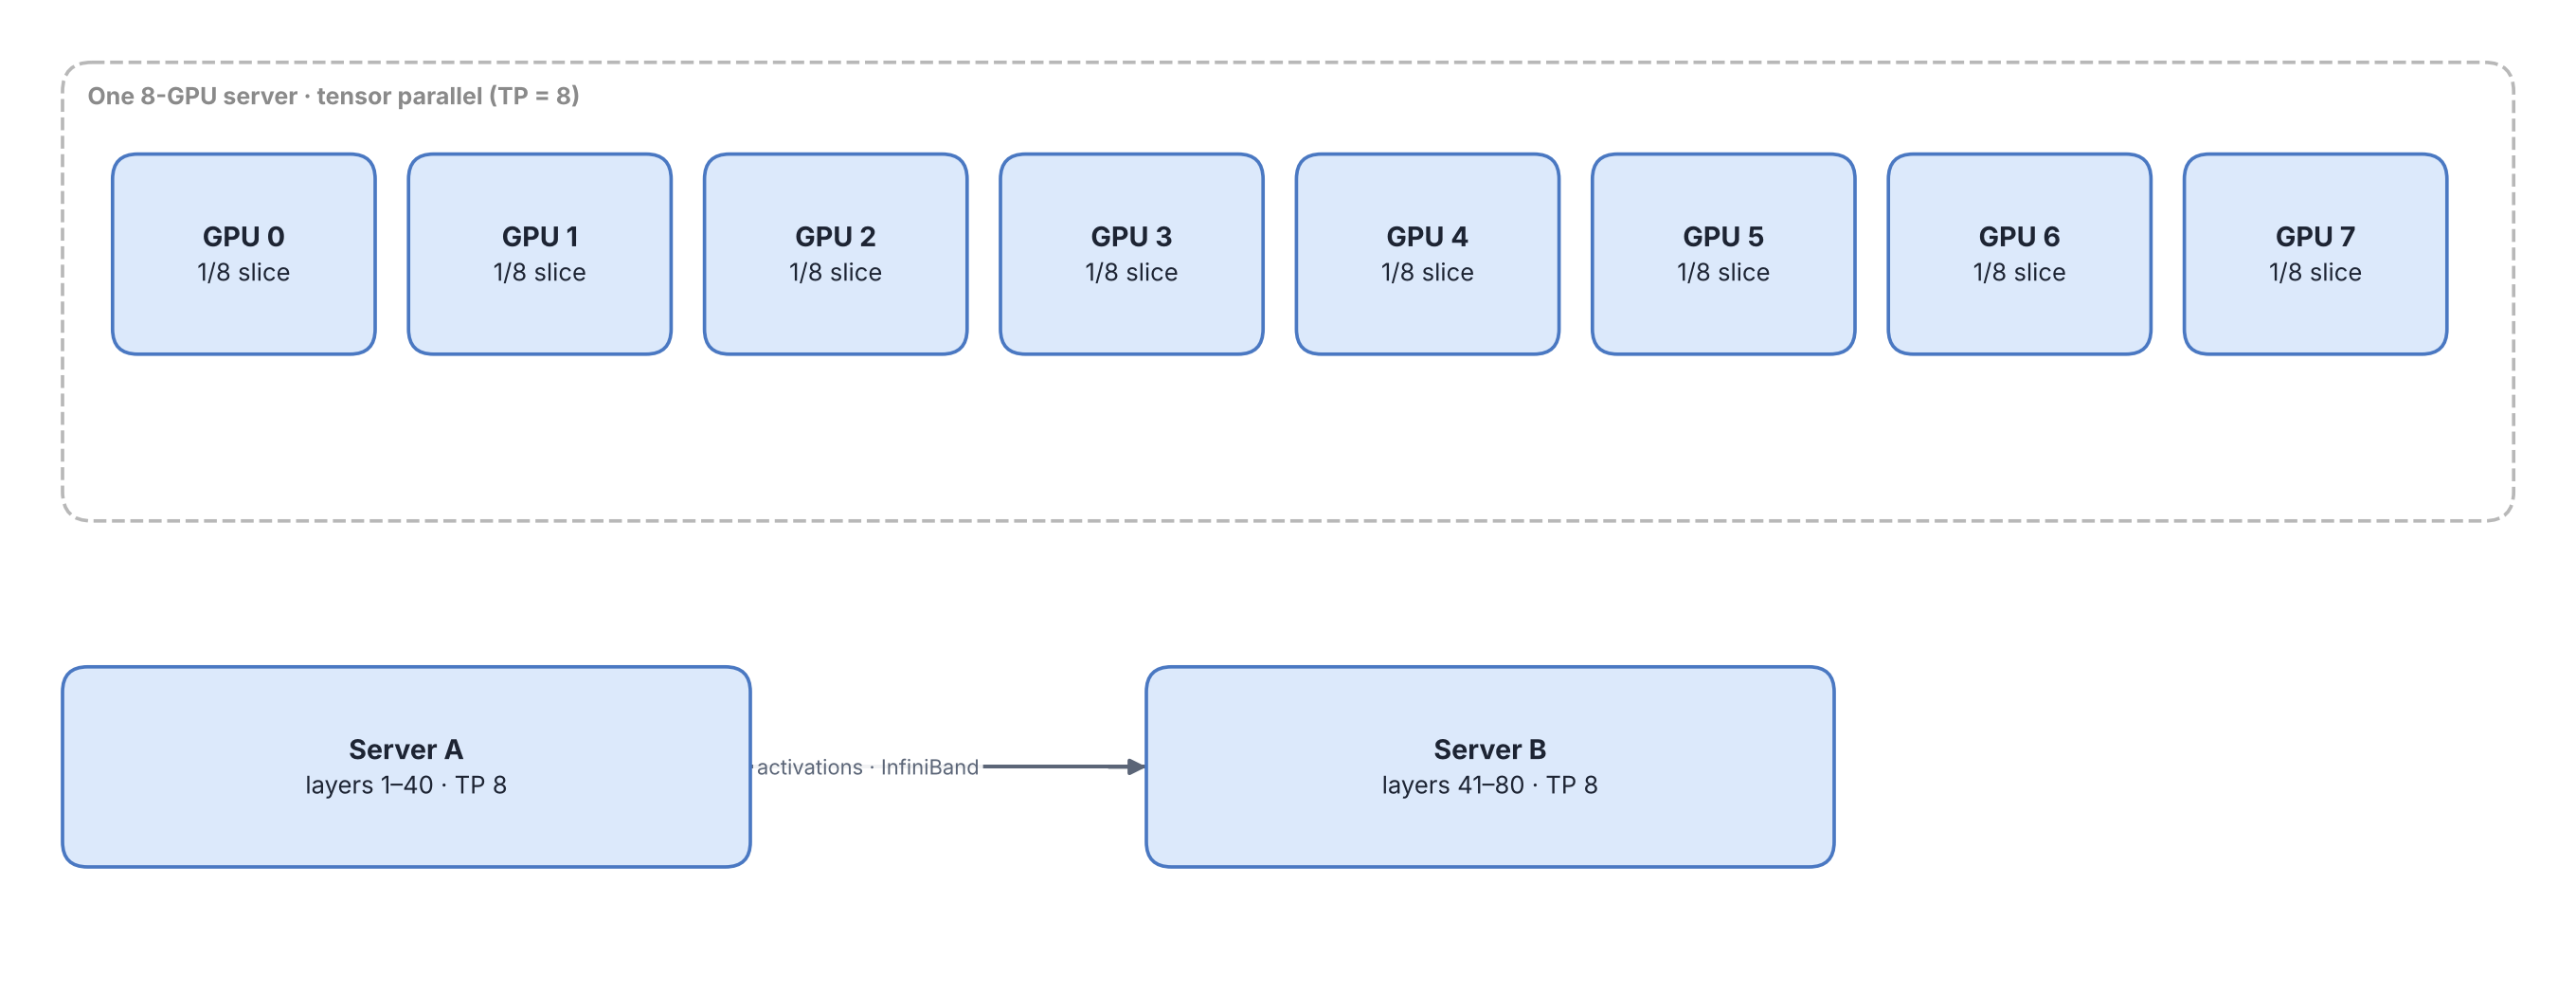 One 8-GPU server · tensor parallel (TP = 8)
GPU 0
1/8 slice
GPU 1
1/8 slice
GPU 2
1/8 slice
GPU 3
1/8 slice
GPU 4
1/8 slice
GPU 5
1/8 slice
GPU 6
1/8 slice
GPU 7
1/8 slice
Server A
layers 1–40 · TP 8
activations · InfiniBand
Server B
layers 41–80 · TP 8